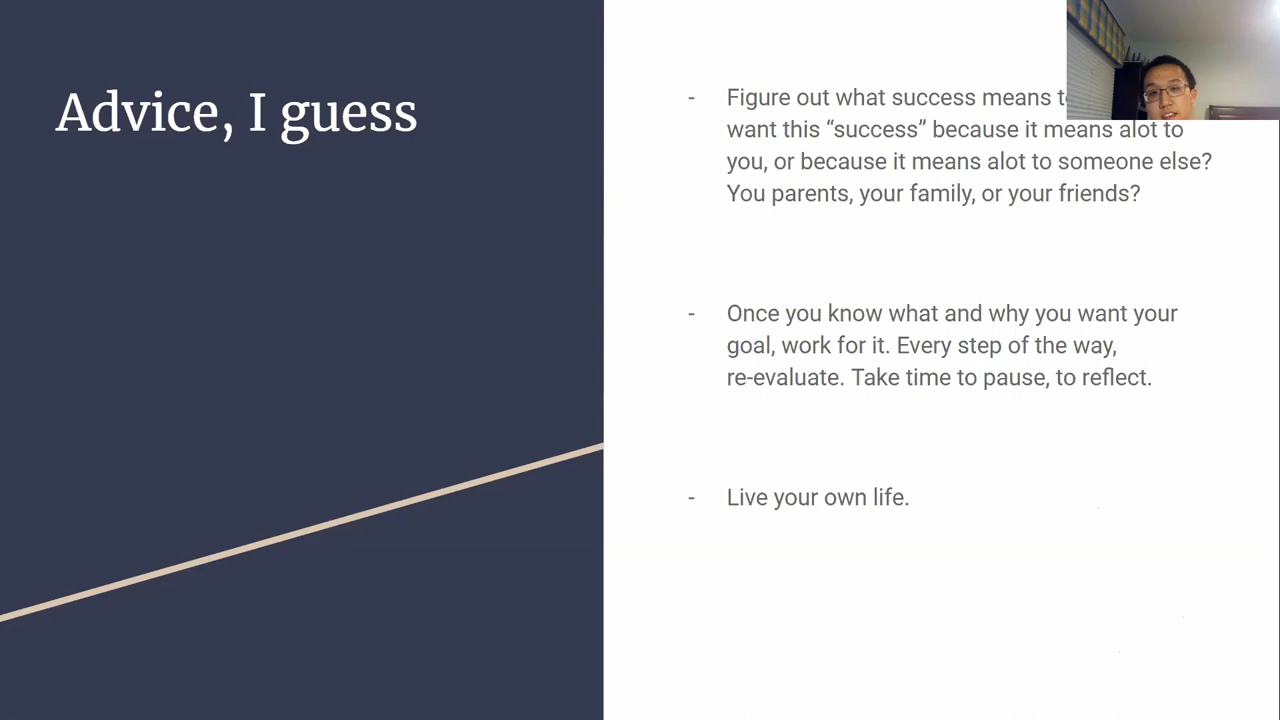 Advice, I guess
- Figure out what success means
want this “success” because it means alot to
you, or because it means alot to someone else?
You parents, your family, or your friends?
- Once you know what and why you want your
goal, work for it. Every step of the way,
re-evaluate. Take time to pause, to reflect.
- Live your own life.